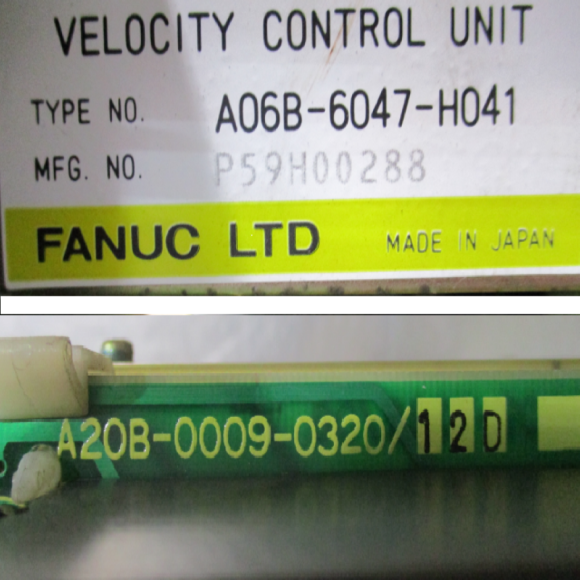 VELOCITY CONTROL UNIT
TYPE NO. A06B-6047-H041
MFG. NO. P59H00288
FANUC LTD MADE IN JAPAN
A20B-0009-0320/12D